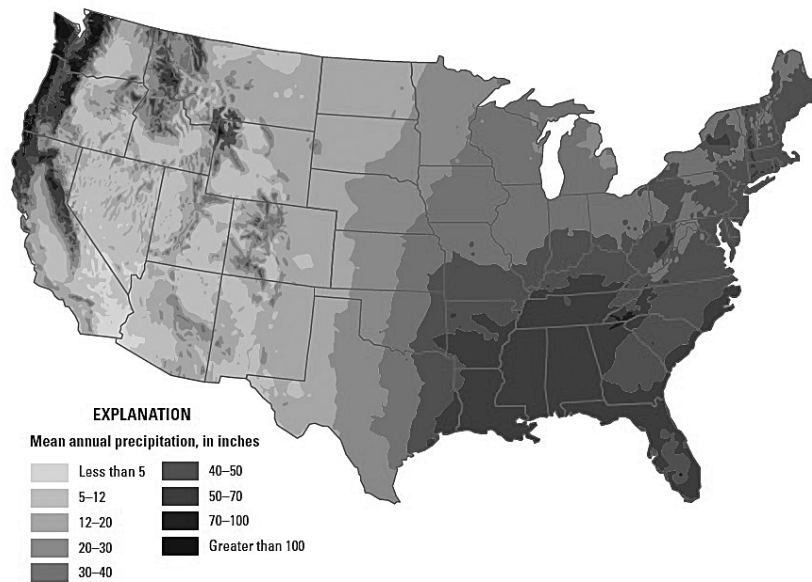 EXPLANATION
Mean annual precipitation, in inches
Less than 5
5–12
12–20
20–30
30–40
40–50
50–70
70–100
Greater than 100